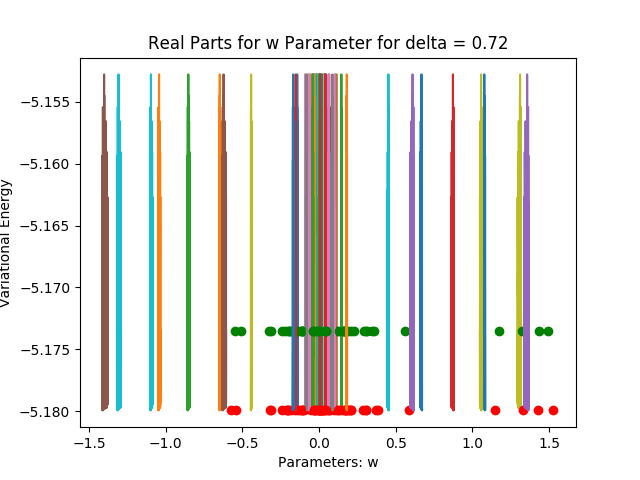 Real Parts for w Parameter for delta = 0.72
Variational Energy
−5.155
−5.160
−5.165
−5.170
−5.175
−5.180
−1.5 −1.0 −0.5 0.0 0.5 1.0 1.5
Parameters: w